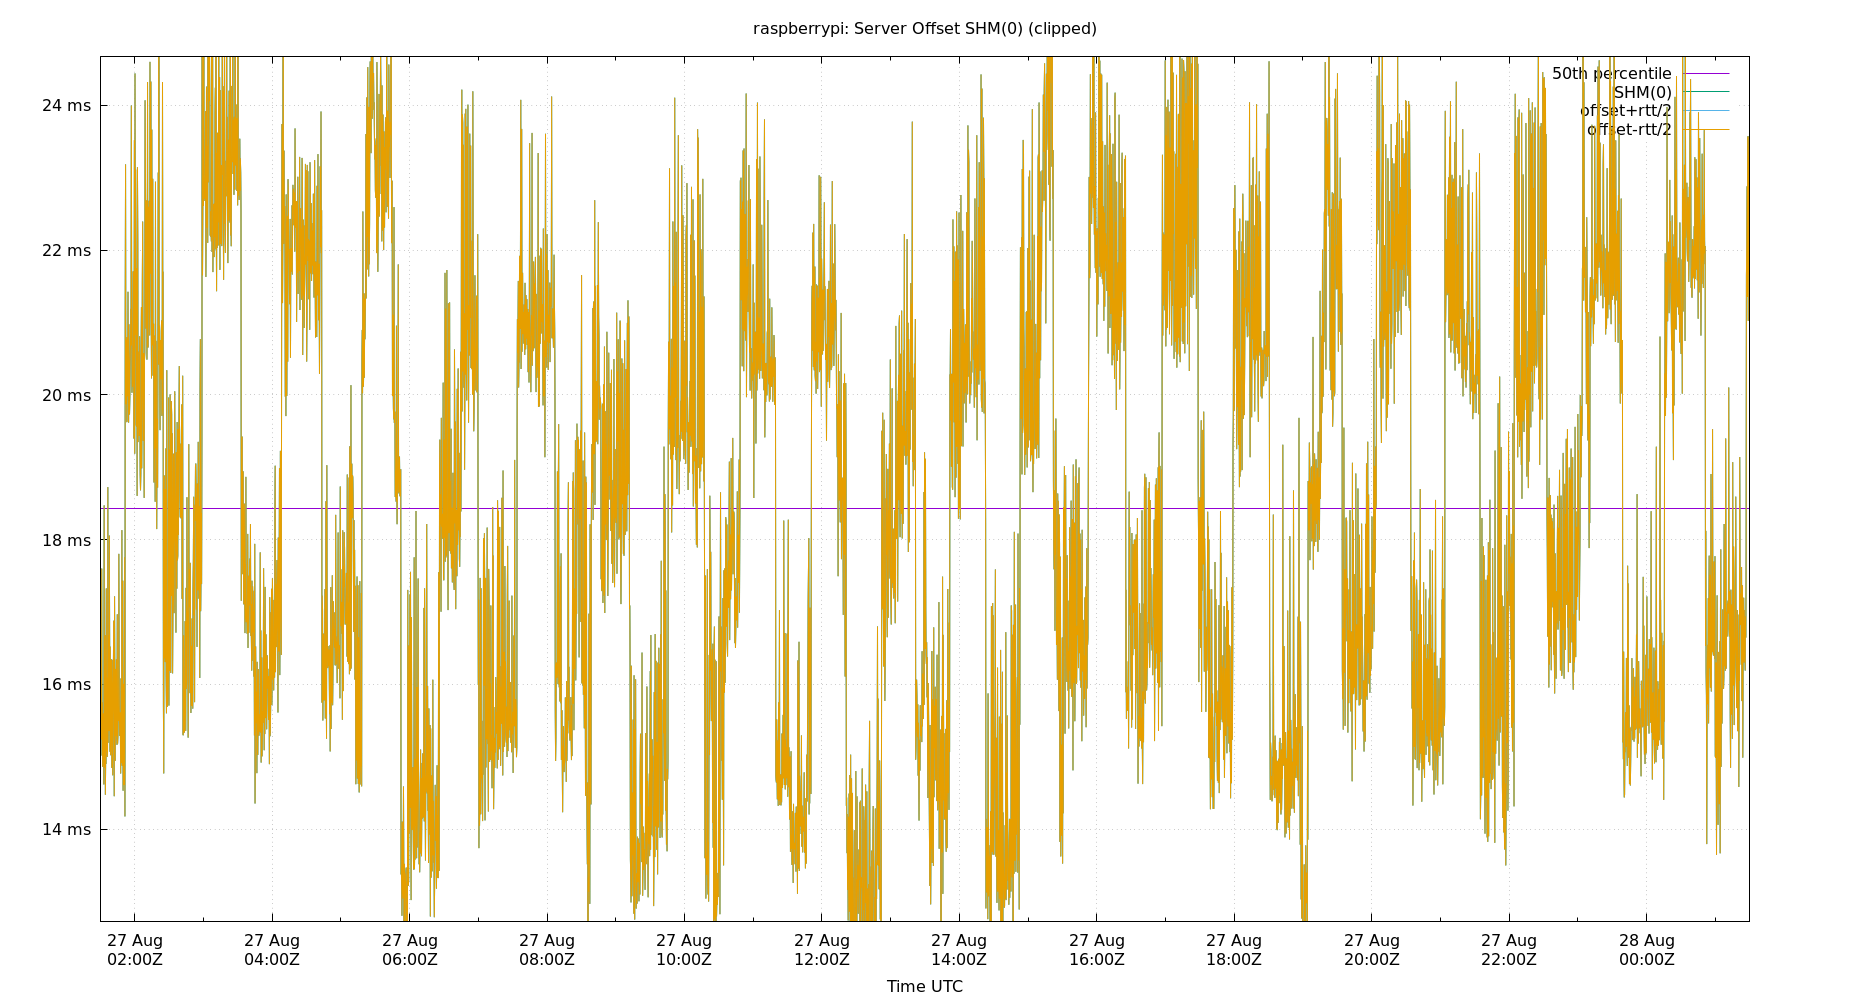 raspberrypi: Server Offset SHM(0) (clipped)
50th percentile
SHM(0)
offset+rtt/2
offset-rtt/2
24 ms
22 ms
20 ms
18 ms
16 ms
14 ms
27 Aug 27 Aug 27 Aug 27 Aug 27 Aug 27 Aug 27 Aug 27 Aug 27 Aug 27 Aug 27 Aug 28 Aug
02:00Z 04:00Z 06:00Z 08:00Z 10:00Z 12:00Z 14:00Z 16:00Z 18:00Z 20:00Z 22:00Z 00:00Z
Time UTC